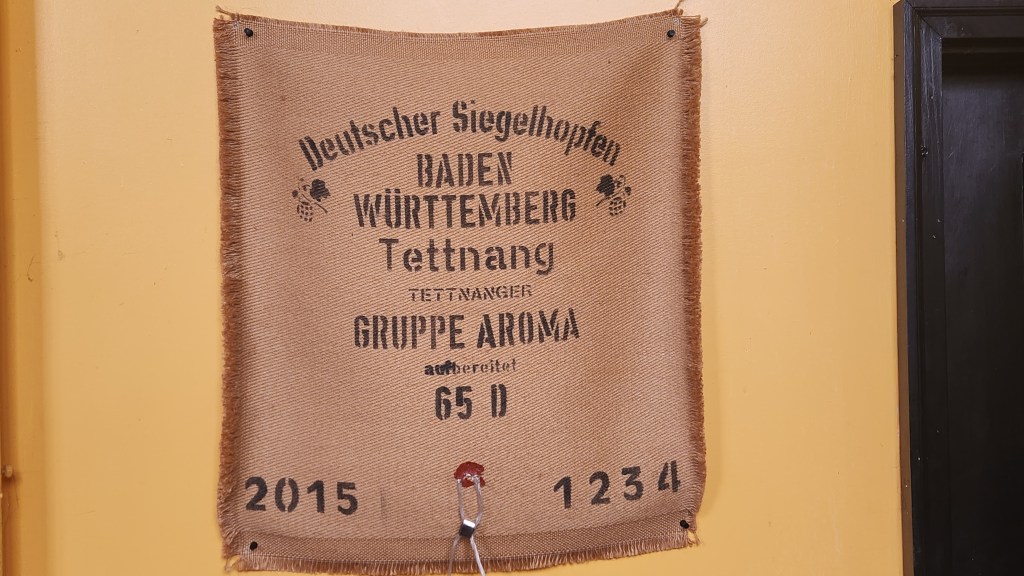 Deutscher Siegelhopfen
BADEN
WÜRTTEMBERG
Tettnang
TETTNANGER
GRUPPE AROMA
aufbereitet
65 D
2015 1234